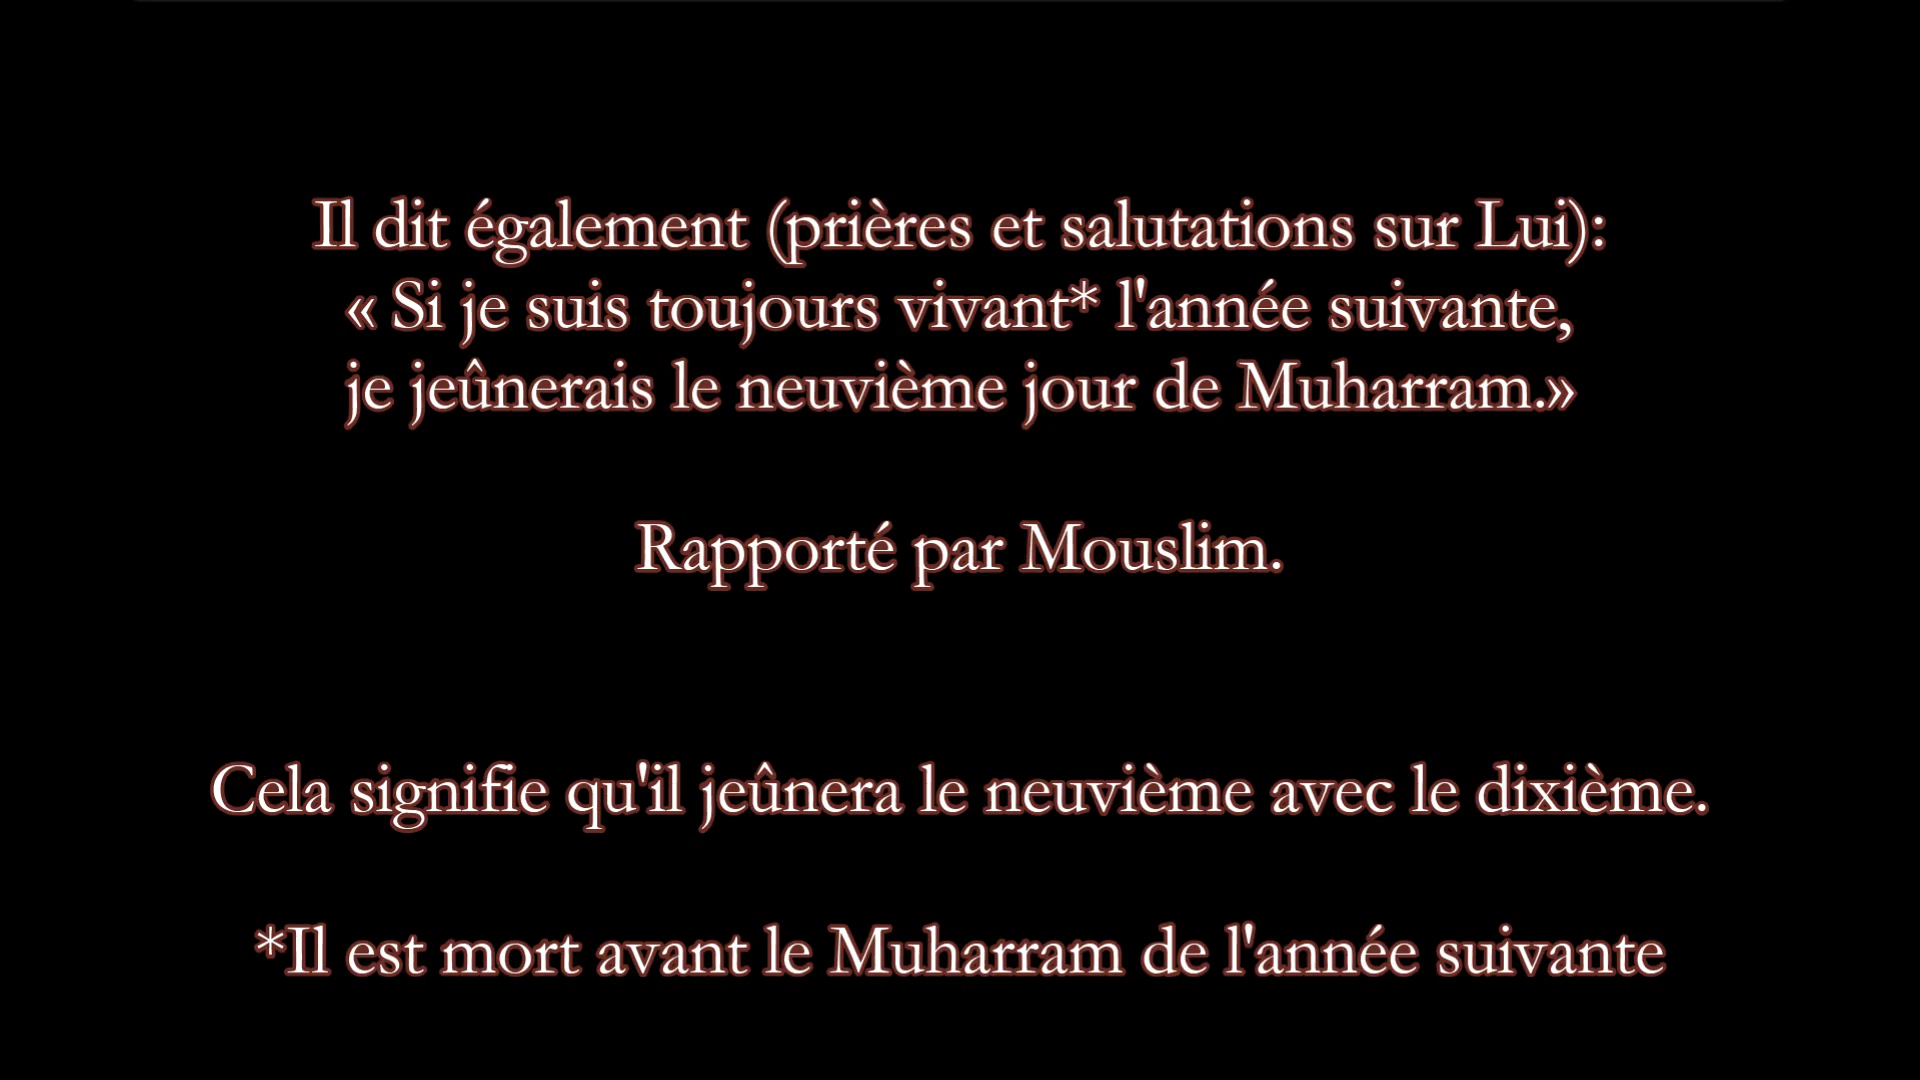 Il dit également (prières et salutations sur Lui):
« Si je suis toujours vivant* l'année suivante,
je jeûnerais le neuvième jour de Muharram.»
Rapporté par Mouslim.
Cela signifie qu'il jeûnera le neuvième avec le dixième.
*Il est mort avant le Muharram de l'année suivante